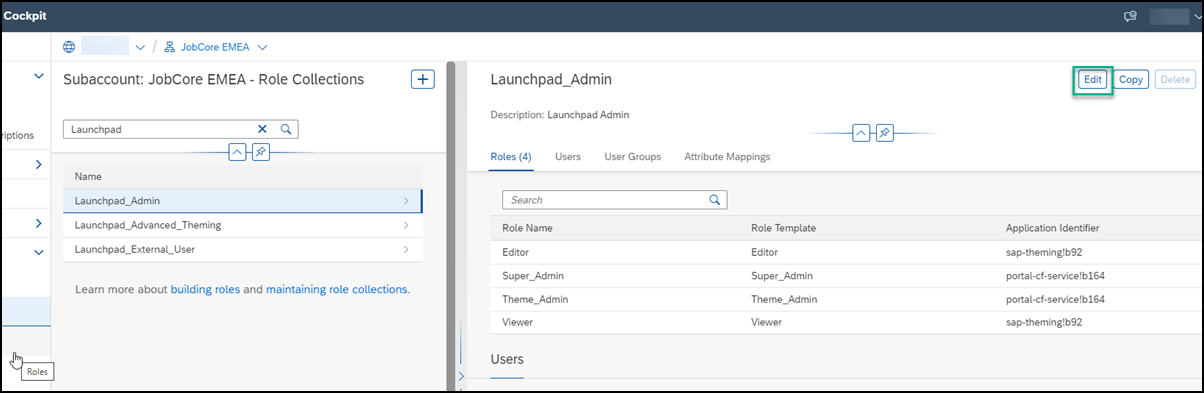 Cockpit
JobCore EMEA
Subaccount: JobCore EMEA - Role Collections
Launchpad
Name
Launchpad_Admin
Launchpad_Advanced_Theming
Launchpad_External_User
Learn more about building roles and maintaining role collections.
riptions
Roles
Launchpad_Admin
Edit Copy Delete
Description: Launchpad Admin
Roles (4) Users User Groups Attribute Mappings
Search
Role Name Role Template Application Identifier
Editor Editor sap-theming!b92
Super_Admin Super_Admin portal-cf-service!b164
Theme_Admin Theme_Admin portal-cf-service!b164
Viewer Viewer sap-theming!b92
Users